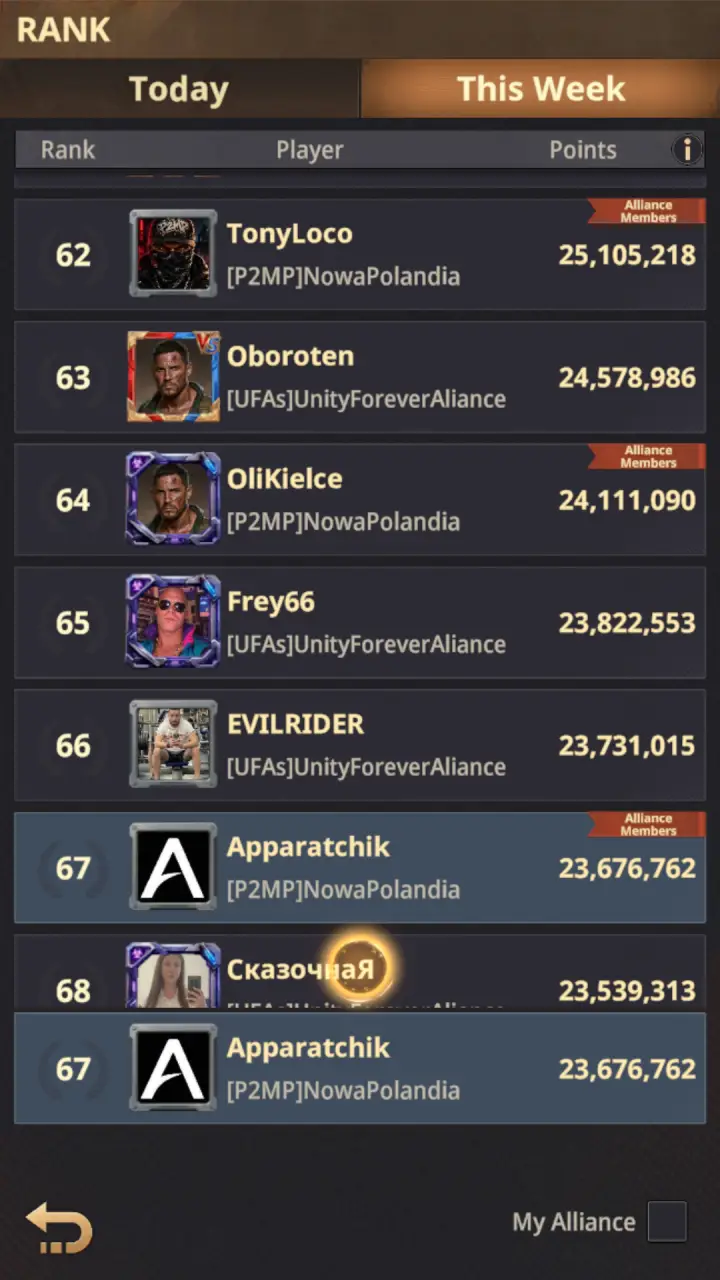 RANK
Today
This Week
Rank
Player
Points
i
Alliance
Members
62
TonyLoco
[P2MP]NowaPolandia
25,105,218
63
Oboroten
[UFAs]UnityForeverAliance
24,578,986
Alliance
Members
64
OliKielce
[P2MP]NowaPolandia
24,111,090
65
Frey66
[UFAs]UnityForeverAliance
23,822,553
66
EVILRIDER
[UFAs]UnityForeverAliance
23,731,015
Alliance
Members
67
Apparatchik
[P2MP]NowaPolandia
23,676,762
68
СказочнаЯ
[UFAs]UnityForeverAliance
23,539,313
67
Apparatchik
[P2MP]NowaPolandia
23,676,762
My Alliance